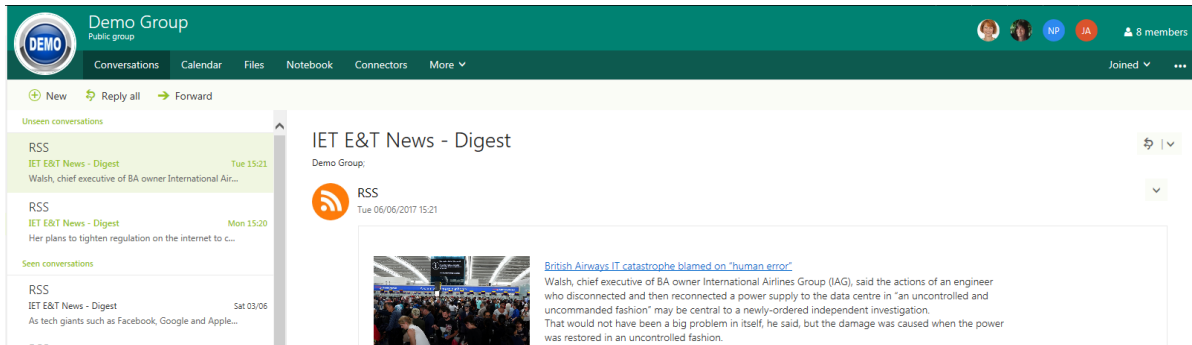 DEMO
Demo Group
Public group
NP
JA
8 members
Conversations Calendar Files Notebook Connectors More
Joined
New Reply all Forward
Unseen conversations
RSS
IET E&T News - Digest Tue 15:21
Walsh, chief executive of BA owner International Air...
RSS
IET E&T News - Digest Mon 15:20
Her plans to tighten regulation on the internet to c...
Seen conversations
RSS
IET E&T News - Digest Sat 03/06
As tech giants such as Facebook, Google and Apple...
IET E&T News - Digest
Demo Group;
RSS
Tue 06/06/2017 15:21
British Airways IT catastrophe blamed on “human error”
Walsh, chief executive of BA owner International Airlines Group (IAG), said the actions of an engineer
who disconnected and then reconnected a power supply to the data centre in “an uncontrolled and
uncommanded fashion” may be central to a newly-ordered independent investigation.
That would not have been a big problem in itself, he said, but the damage was caused when the power
was restored in an uncontrolled fashion.